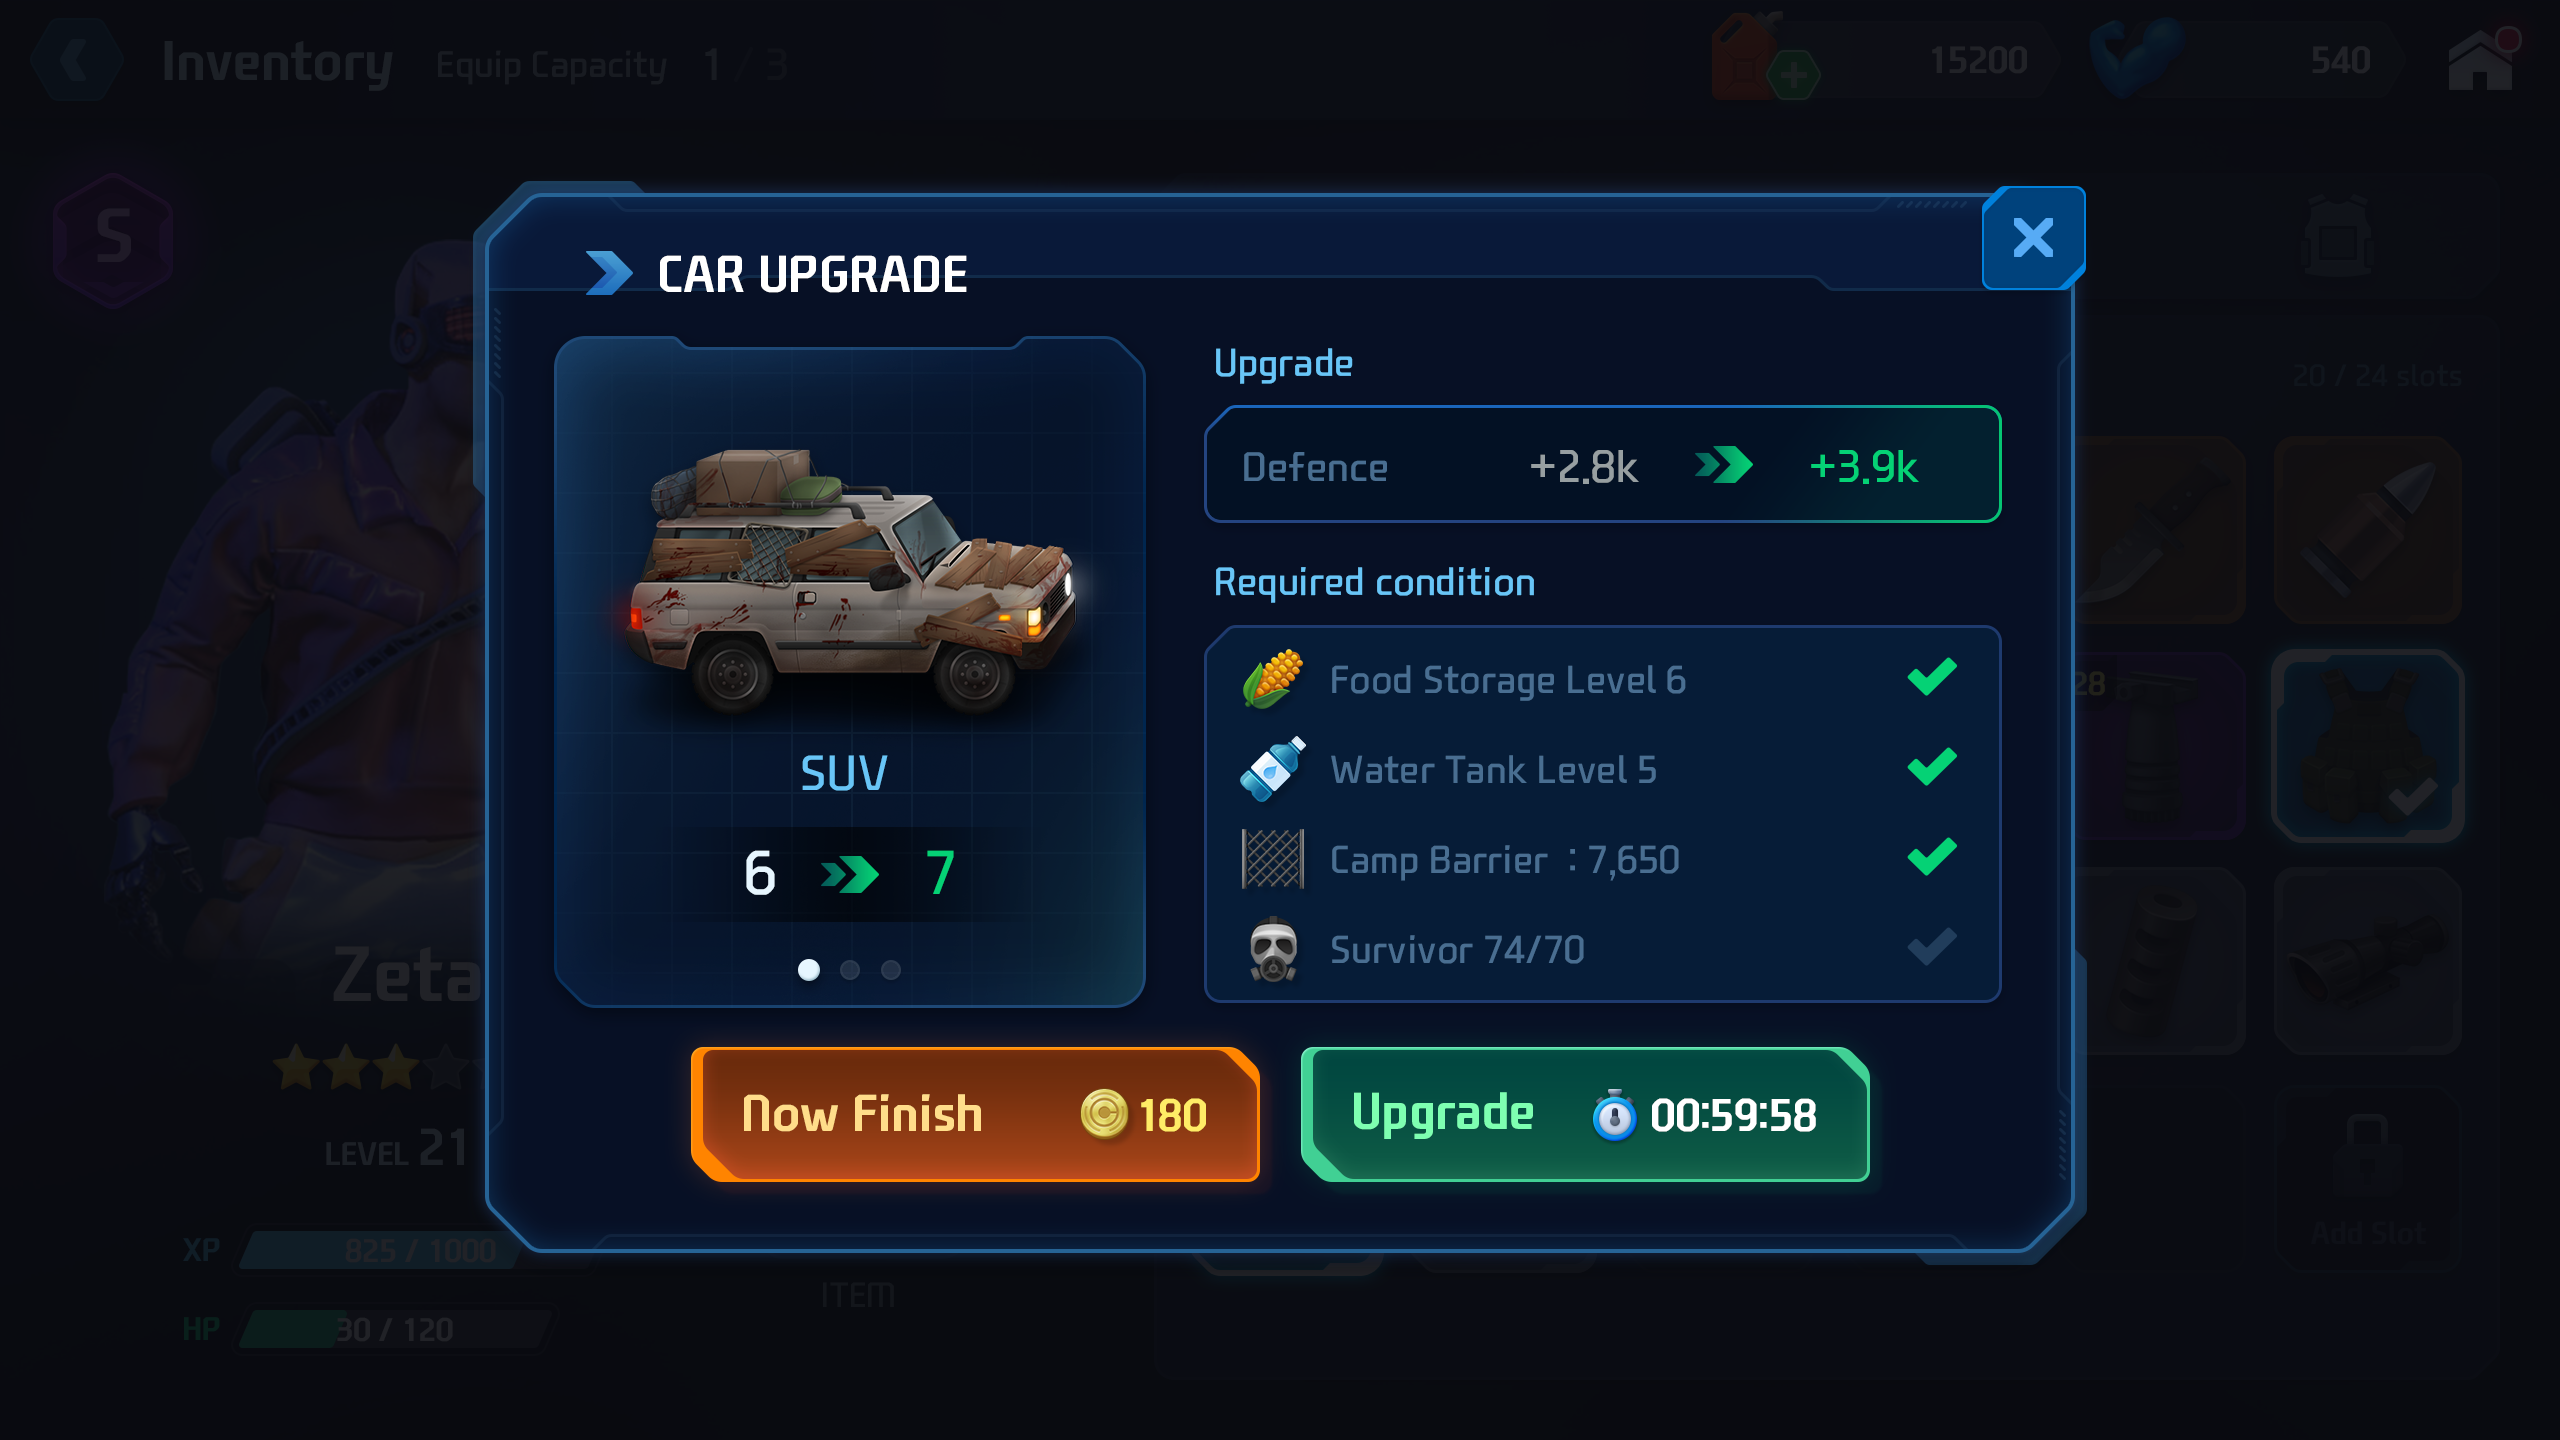 Inventory Equip Capacity 1 / 3
15200
540
S
CAR UPGRADE
Upgrade
20 / 24 slots
Defence +2.8k +3.9k
Required condition
Food Storage Level 6
28
Water Tank Level 5
SUV
Camp Barrier : 7,650
6 7
Survivor 74/70
Zeta
Now Finish 180
Upgrade 00:59:58
LEVEL 21
Add Slot
XP 825 / 1000
ITEM
HP 30 / 120